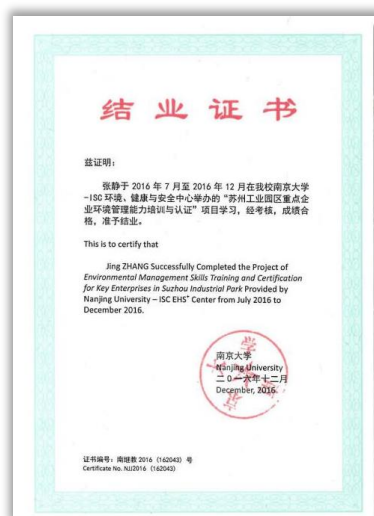 结业证书
兹证明：
张静于 2016 年 7 月至 2016 年 12 月在我校南京大学
-ISC 环境、健康与安全中心举办的“苏州工业园区重点企
业环境管理能力培训与认证”项目学习，经考核，成绩合
格，准予结业。
This is to certify that
Jing ZHANG Successfully Completed the Project of
Environmental Management Skills Training and Certification
for Key Enterprises in Suzhou Industrial Park Provided by
Nanjing University – ISC EHS+ Center from July 2016 to
December 2016.
南京大学
Nanjing University
二０一六年十二月
December, 2016
证书编号：南继教 2016（162043）号
Certificate No. NJJ2016（162043）